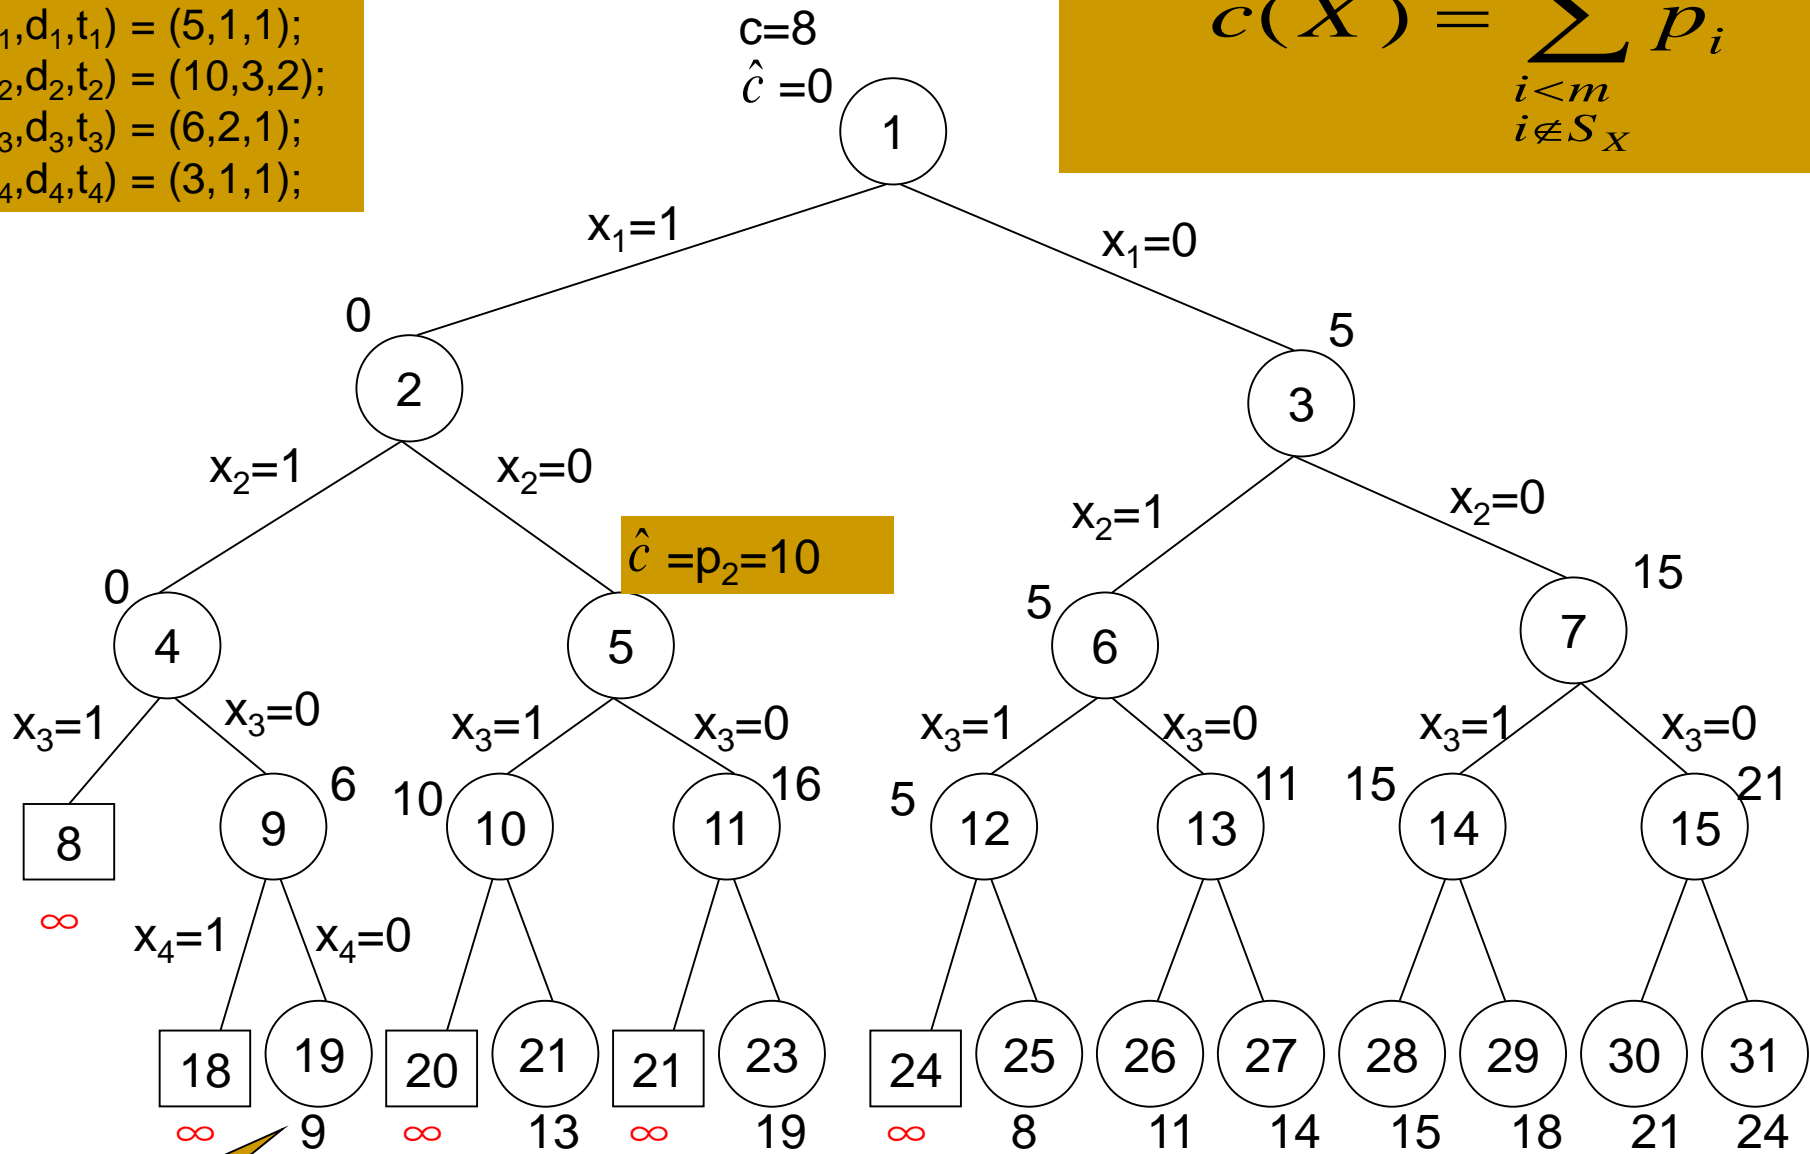 ₁,d₁,t₁) = (5,1,1);
₂,d₂,t₂) = (10,3,2);
₃,d₃,t₃) = (6,2,1);
₄,d₄,t₄) = (3,1,1);
c=8
ĉ =0
c(X) = ∑ pᵢ
i<m
i∉S_X
1
x₁=1
x₁=0
0
5
2
3
x₂=1
x₂=0
x₂=1
x₂=0
ĉ =p₂=10
0
5
15
4
5
6
7
x₃=1
x₃=0
x₃=1
x₃=0
x₃=1
x₃=0
x₃=1
x₃=0
6
10
16
5
11
15
21
8
9
10
11
12
13
14
15
∞
x₄=1
x₄=0
18
19
20
21
21
23
24
25
26
27
28
29
30
31
∞
9
∞
13
∞
19
∞
8
11
14
15
18
21
24